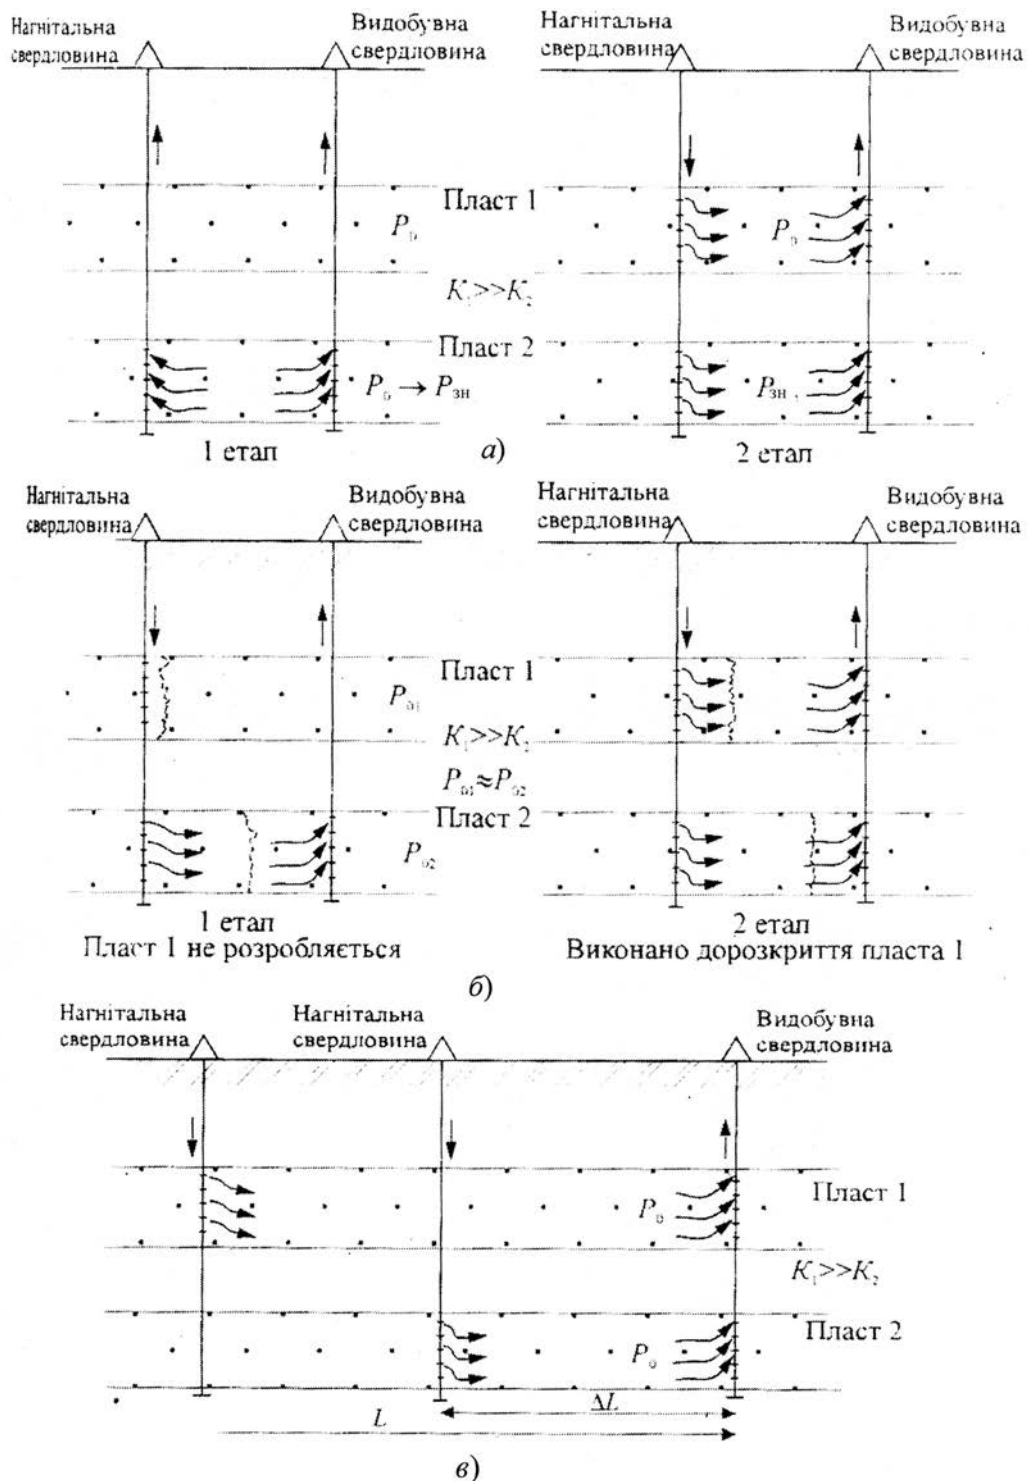 Нагнітальна свердловина
Видобувна свердловина
Нагнітальна свердловина
Видобувна свердловина
Пласт 1
P₀
K₁>>K₂
Пласт 2
P₀ → Pзн
P₀
Pзн
1 етап
а)
2 етап
Нагнітальна свердловина
Видобувна свердловина
Нагнітальна свердловина
Видобувна свердловина
Пласт 1
P₀₁
K₁>>K₂
P₀₁≈P₀₂
Пласт 2
P₀₂
1 етап
Пласт 1 не розробляється
2 етап
Виконано дорозкриття пласта 1
б)
Нагнітальна свердловина
Нагнітальна свердловина
Видобувна свердловина
Пласт 1
P₀
K₁>>K₂
Пласт 2
P₀
ΔL
L
в)